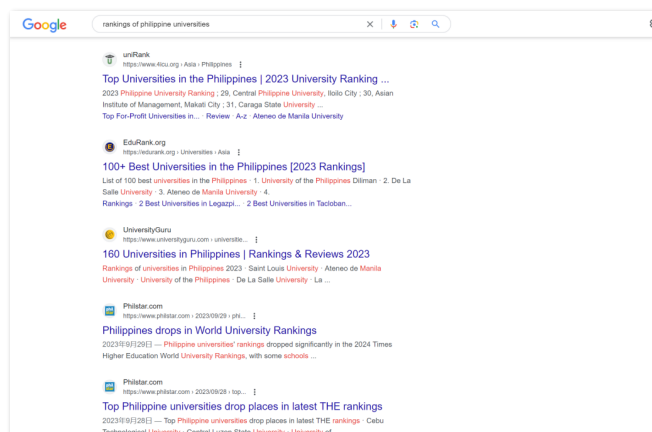 Google
rankings of philippine universities
uniRank
https://www.4icu.org › Asia › Philippines
Top Universities in the Philippines | 2023 University Ranking ...
2023 Philippine University Ranking ; 29, Central Philippine University, Iloilo City ; 30, Asian
Institute of Management, Makati City ; 31, Caraga State University ...
Top For-Profit Universities in... · Review · A-z · Ateneo de Manila University
EduRank.org
https://edurank.org › Universities › Asia
100+ Best Universities in the Philippines [2023 Rankings]
List of 100 best universities in the Philippines · 1. University of the Philippines Diliman · 2. De La
Salle University · 3. Ateneo de Manila University · 4.
Rankings · 2 Best Universities in Legazpi... · 2 Best Universities in Tacloban...
UniversityGuru
https://www.universityguru.com › universitie...
160 Universities in Philippines | Rankings & Reviews 2023
Rankings of universities in Philippines 2023 · Saint Louis University · Ateneo de Manila
University · University of the Philippines · De La Salle University · La ...
Philstar.com
https://www.philstar.com › 2023/09/29 › phi...
Philippines drops in World University Rankings
2023年9月29日 — Philippine universities' rankings dropped significantly in the 2024 Times
Higher Education World University Rankings, with some schools ...
Philstar.com
https://www.philstar.com › 2023/09/28 › top...
Top Philippine universities drop places in latest THE rankings
2023年9月28日 — Top Philippine universities drop places in latest THE rankings · Cebu
Technological University · Central Luzon State University · University of